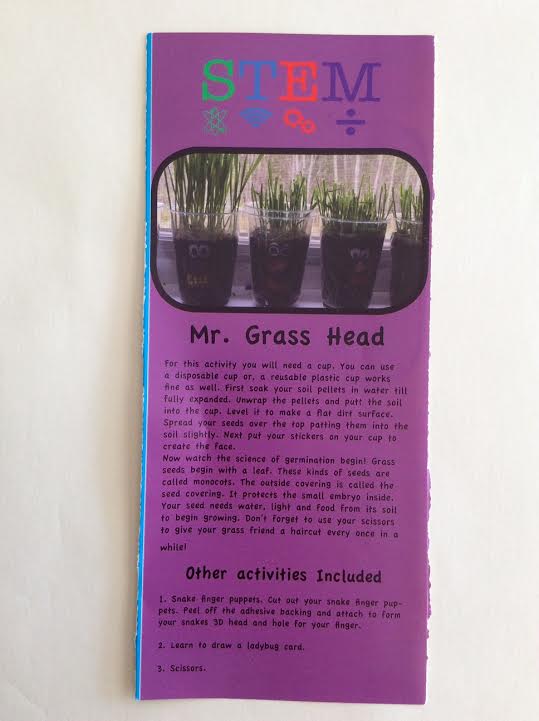 STEM
Mr. Grass Head
For this activity you will need a cup. You can use
a disposable cup or, a reusable plastic cup works
fine as well. First soak your soil pellets in water till
fully expanded. Unwrap the pellets and putt the soil
into the cup. Level it to make a flat dirt surface.
Spread your seeds over the top patting them into the
soil slightly. Next put your stickers on your cup to
create the face.
Now watch the science of germination begin! Grass
seeds begin with a leaf. These kinds of seeds are
called monocots. The outside covering is called the
seed covering. It protects the small embryo inside.
Your seed needs water, light and food from its soil
to begin growing. Don't forget to use your scissors
to give your grass friend a haircut every once in a
while!
Other activities Included
1. Snake finger puppets. Cut out your snake finger pup-
pets. Peel off the adhesive backing and attach to form
your snakes 3D head and hole for your finger.
2. Learn to draw a ladybug card.
3. Scissors.